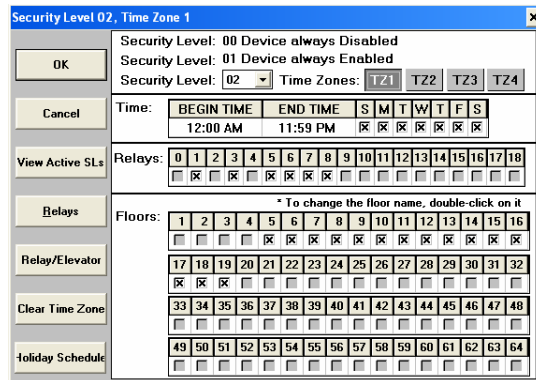 Security Level 02, Time Zone 1
Security Level: 00 Device always Disabled
Security Level: 01 Device always Enabled
Security Level: 02 Time Zones: TZ1 TZ2 TZ3 TZ4
OK
Cancel
View Active SLs
Relays
Relay/Elevator
Clear Time Zone
Holiday Schedule
Time: BEGIN TIME END TIME S M T W T F S
12:00 AM 11:59 PM
Relays: 0 1 2 3 4 5 6 7 8 9 10 11 12 13 14 15 16 17 18
* To change the floor name, double-click on it
Floors: 1 2 3 4 5 6 7 8 9 10 11 12 13 14 15 16
17 18 19 20 21 22 23 24 25 26 27 28 29 30 31 32
33 34 35 36 37 38 39 40 41 42 43 44 45 46 47 48
49 50 51 52 53 54 55 56 57 58 59 60 61 62 63 64